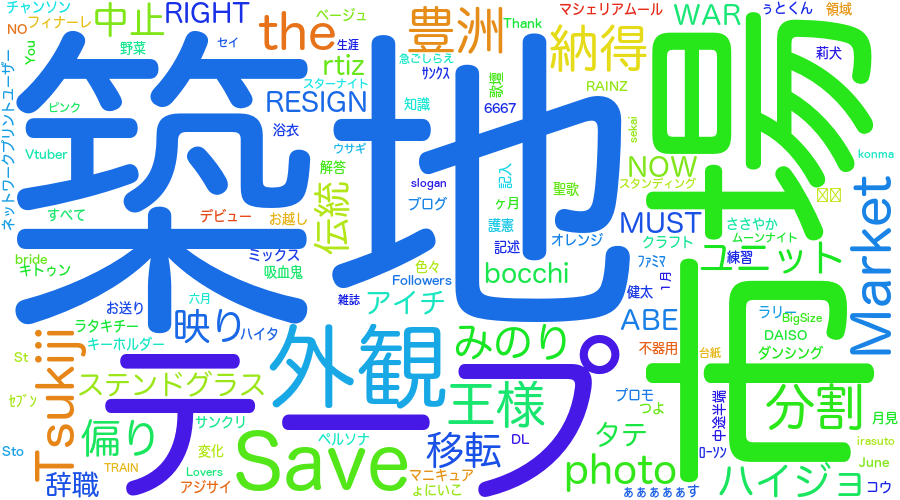 チャンソン
中止
RIGHT
ベージュ
the
豊洲
Thank
マシェリアムール
WAR
ぅとくん
領域
NO
フィナーレ
You
野菜
セイ
生涯
急ごしらえ
納得
莉犬
ネットワークプリントユーザー
rtiz
サンクス
歌壇
RAINZ
スターナイト
ピンク
RESIGN
知識
6667
場
築地
浴衣
ウサギ
sekai
Vtuber
解答
NOW
konma
slogan
記入
聖歌
スタンディング
すべて
デビュー
お越し
伝統
ブログ
ヶ月
護憲
MUST
ささやか
ムーンナイト
Market
ミックス
記述
オレンジ
クラフト
bride
キトゥン
吸血鬼
色々
Followers
bocchi
ファミマ
ユニット
練習
お送り
六月
雑誌
アイチ
健太
1月
ラタキチー
映り
ハイタ
外観
みのり
ABE
北
ラリー
BigSize
キーホルダー
DAISO
Tsukiji
テープ
不器用
台紙
ダンシング
St
ステンドグラス
王様
プロモ
分割
セブン
つよ
中途半端
月見
偏り
サンクリ
ペルソナ
移転
DL
タテ
Save
ローソン
irasuto
Sto
変化
TRAIN
Lovers
マニキュア
photo
June
辞職
アジサイ
ょにいこ
ぁぁぁぁぁす
ハイジョ
コウ